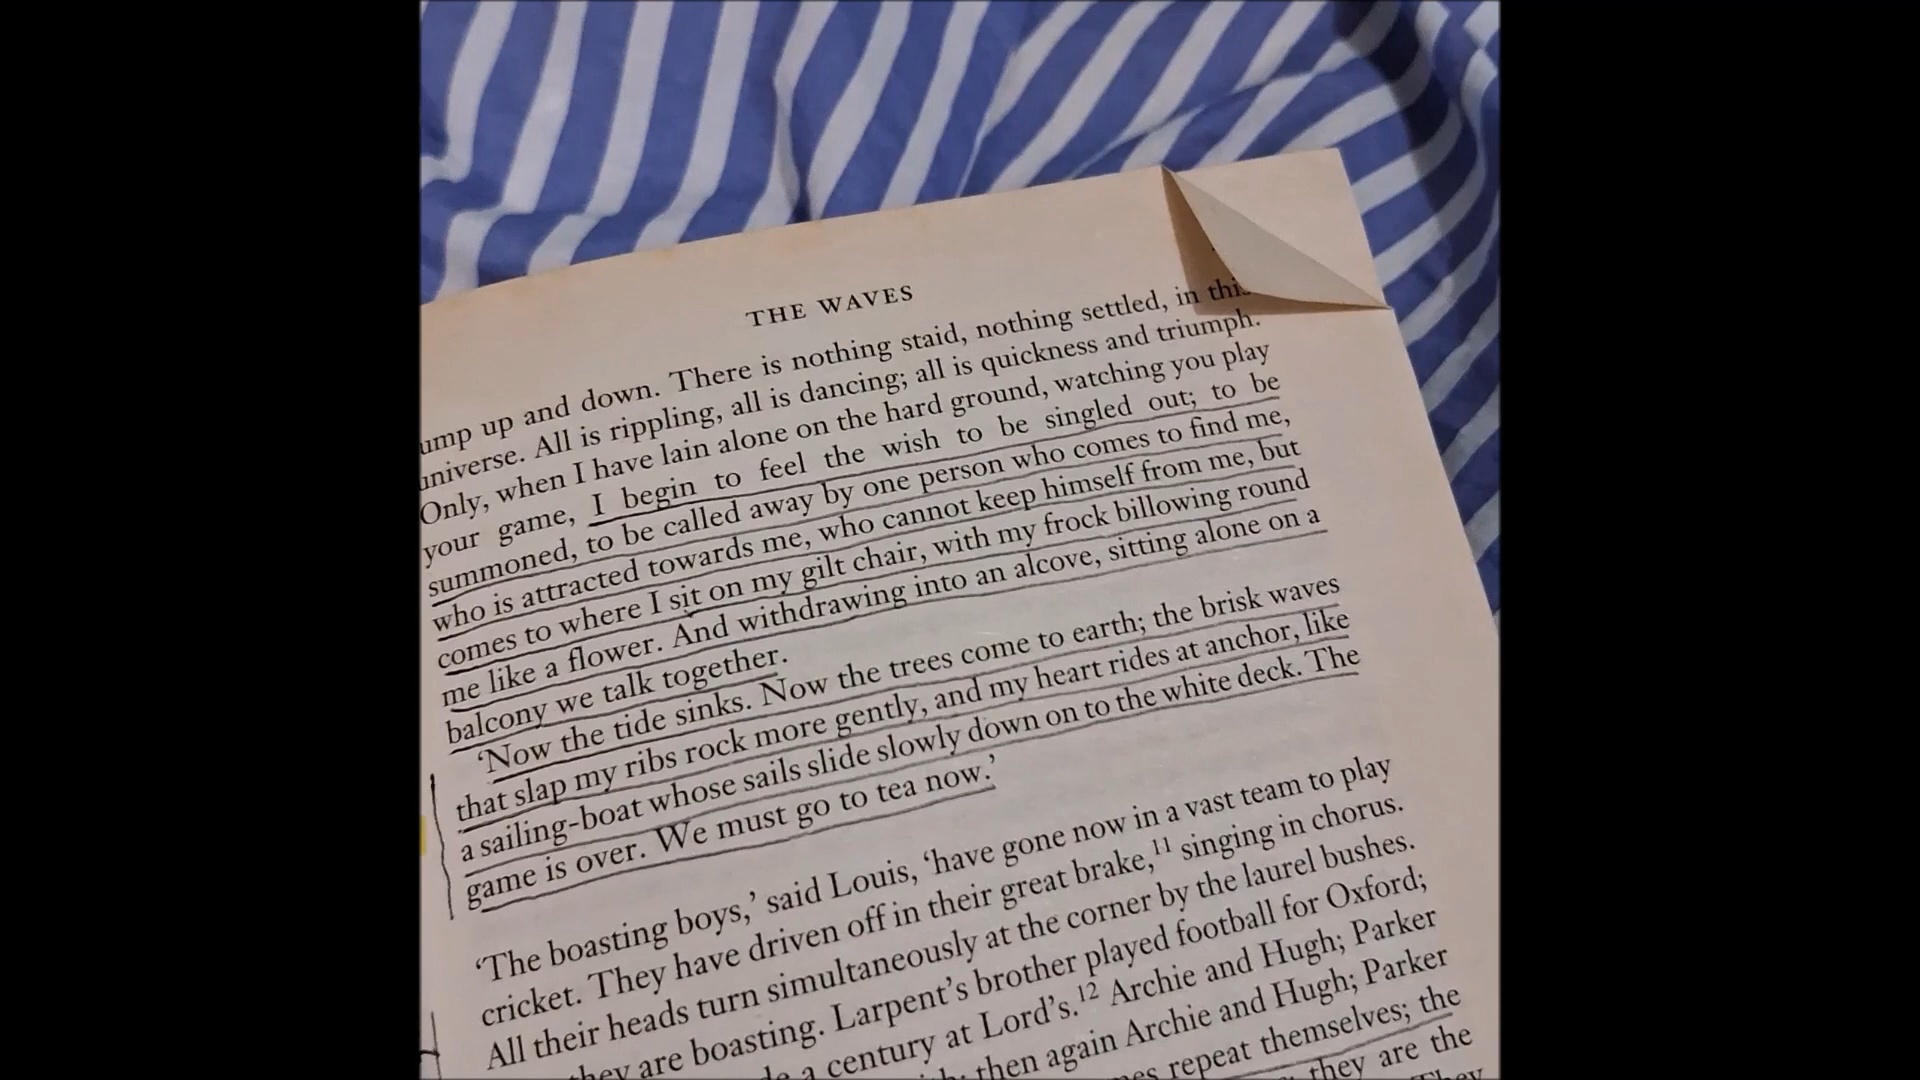 THE WAVES
ump up and down. There is nothing staid, nothing settled, in this
universe. All is rippling, all is dancing; all is quickness and triumph.
Only, when I have lain alone on the hard ground, watching you play
your game, I begin to feel the wish to be singled out; to be
summoned, to be called away by one person who comes to find me,
who is attracted towards me, who cannot keep himself from me, but
comes to where I sit on my gilt chair, with my frock billowing round
me like a flower. And withdrawing into an alcove, sitting alone on a
balcony we talk together.
‘Now the tide sinks. Now the trees come to earth; the brisk waves
that slap my ribs rock more gently, and my heart rides at anchor, like
a sailing-boat whose sails slide slowly down on to the white deck. The
game is over. We must go to tea now.’
‘The boasting boys,’ said Louis, ‘have gone now in a vast team to play
cricket. They have driven off in their great brake,¹¹ singing in chorus.
All their heads turn simultaneously at the corner by the laurel bushes.
they are boasting. Larpent’s brother played football for Oxford;
a century at Lord’s.¹² Archie and Hugh; Parker
then again Archie and Hugh; Parker
repeat themselves; the
they are the
They